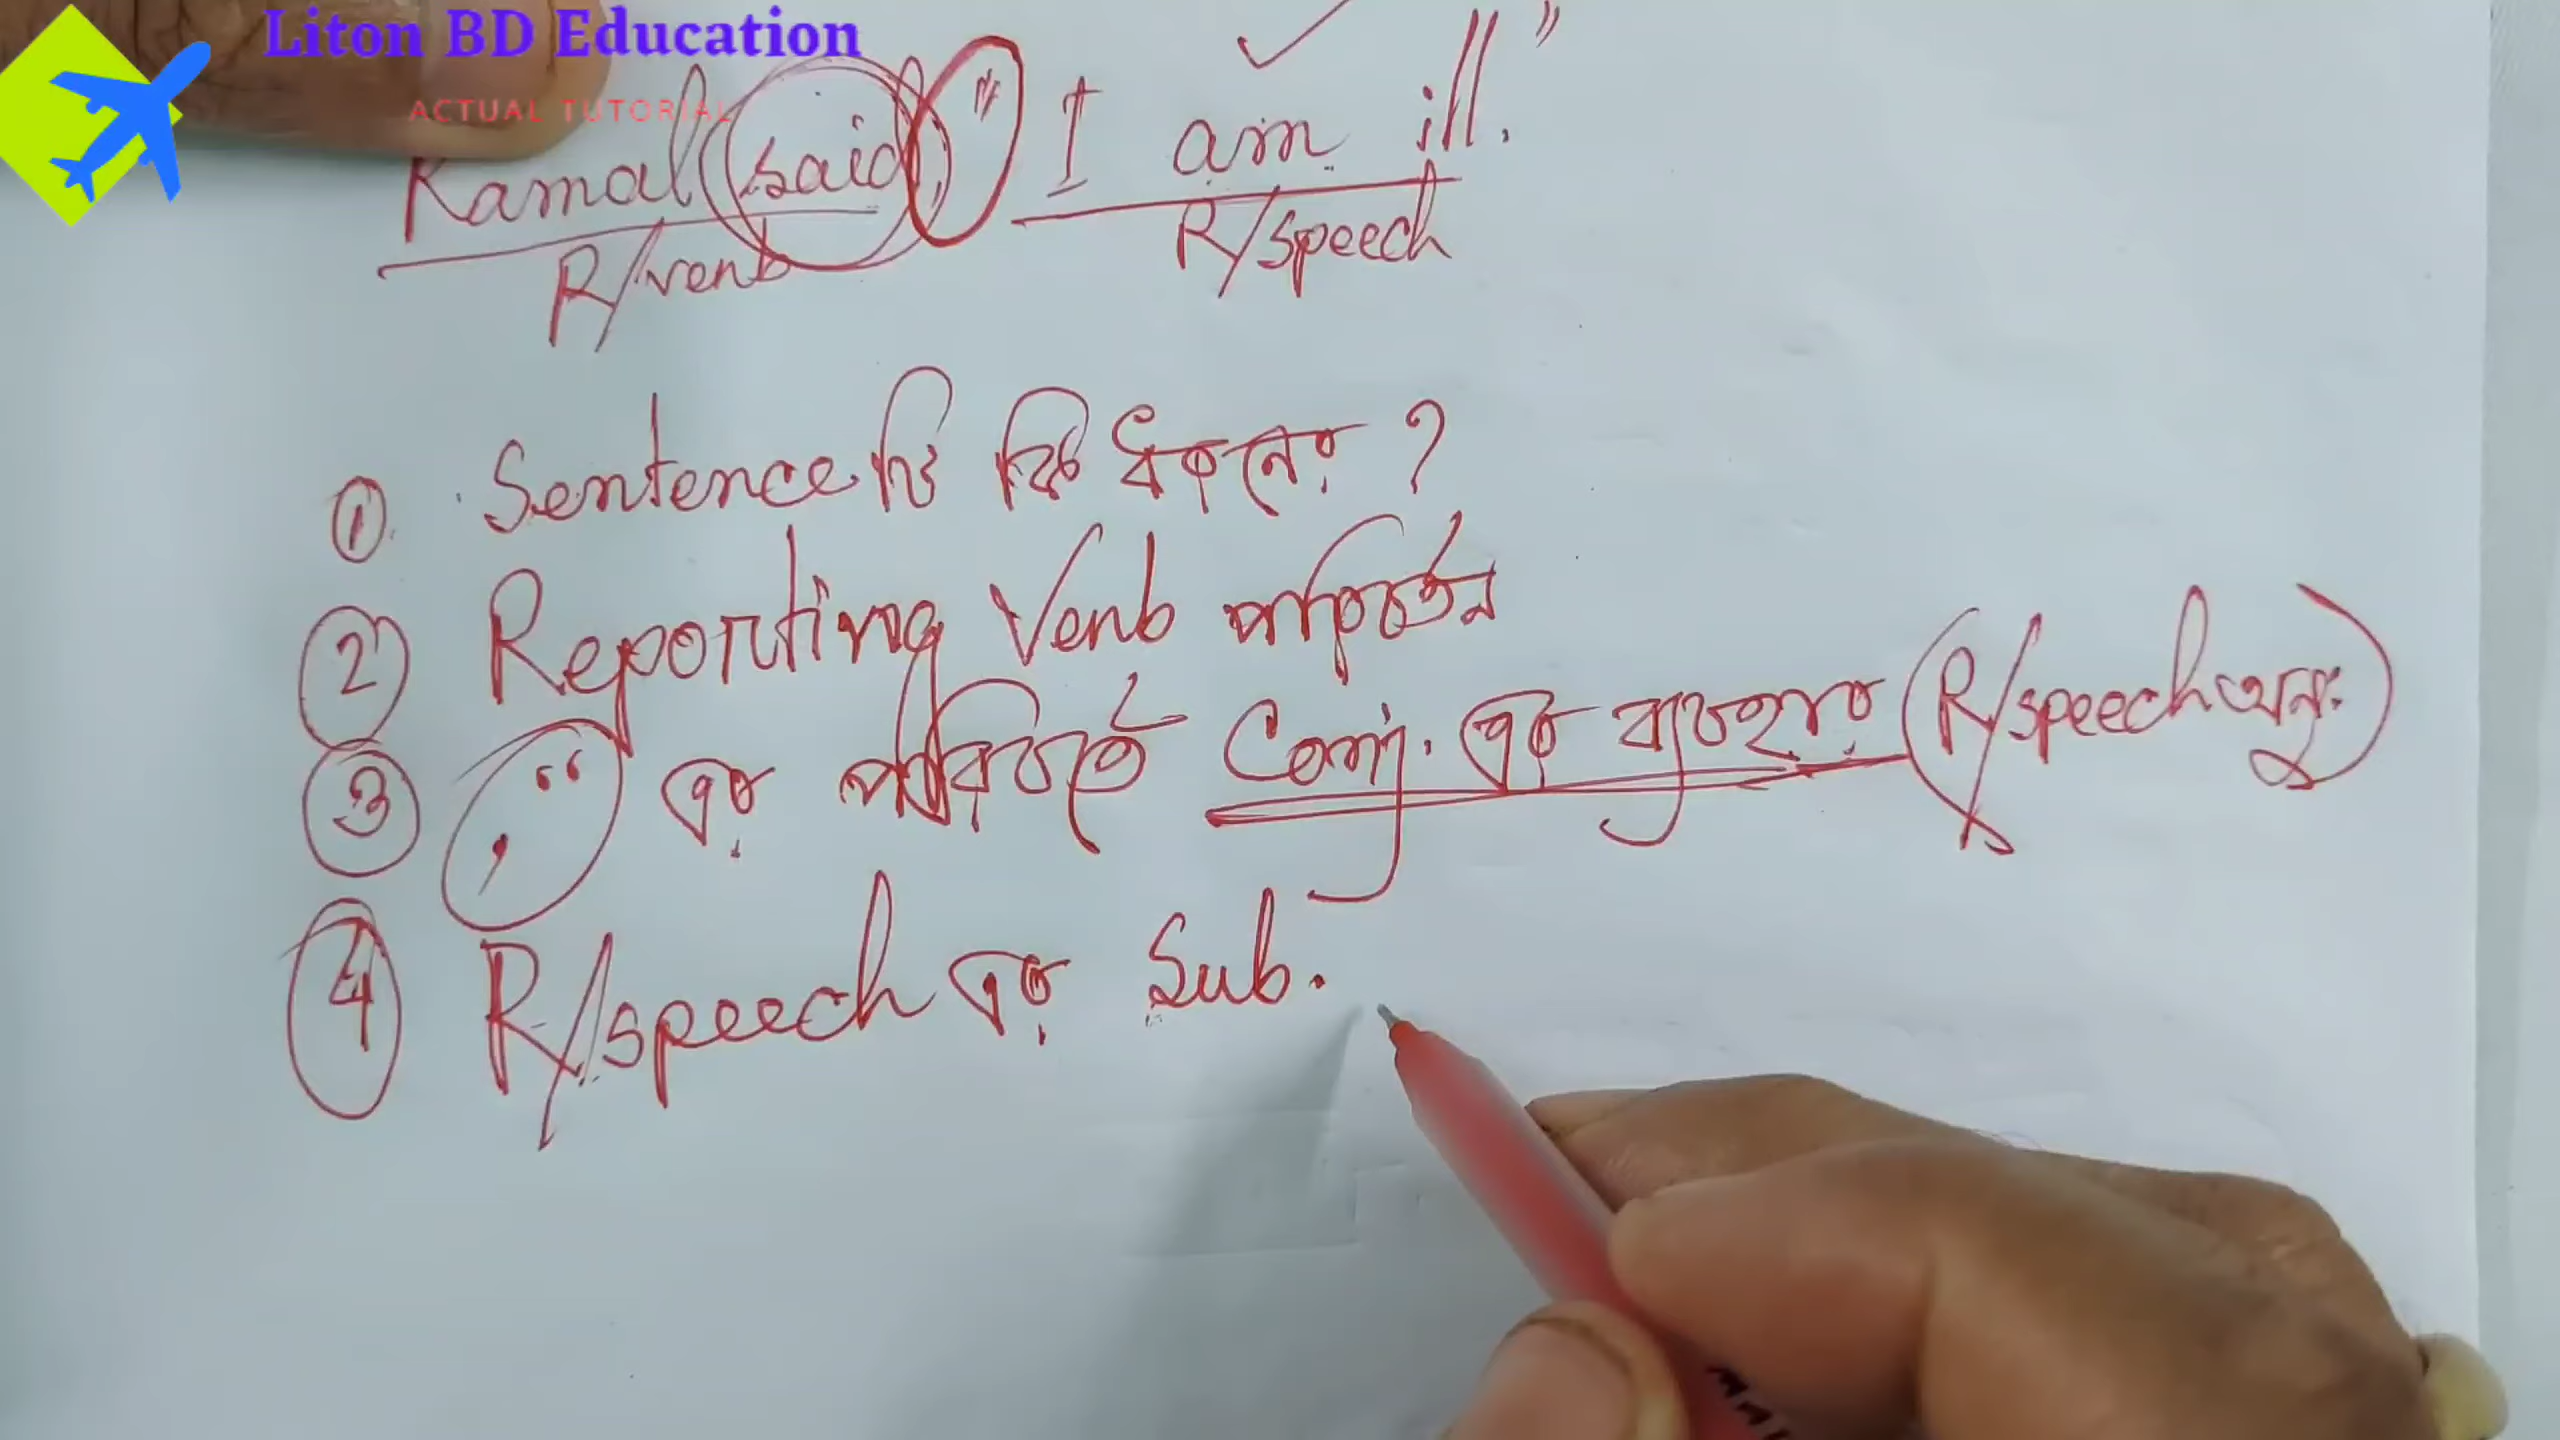 Liton BD Education
ACTUAL TUTORIAL
Kamal said, " I am ill. "
R/verb R/speech
① Sentence টি কি ধরনের ?
② Reporting Verb পরিবর্তন
③ , " " এর পরিবর্তে Conj. এর ব্যবহার (R/speech অনু:)
④ R/speech এর Sub.